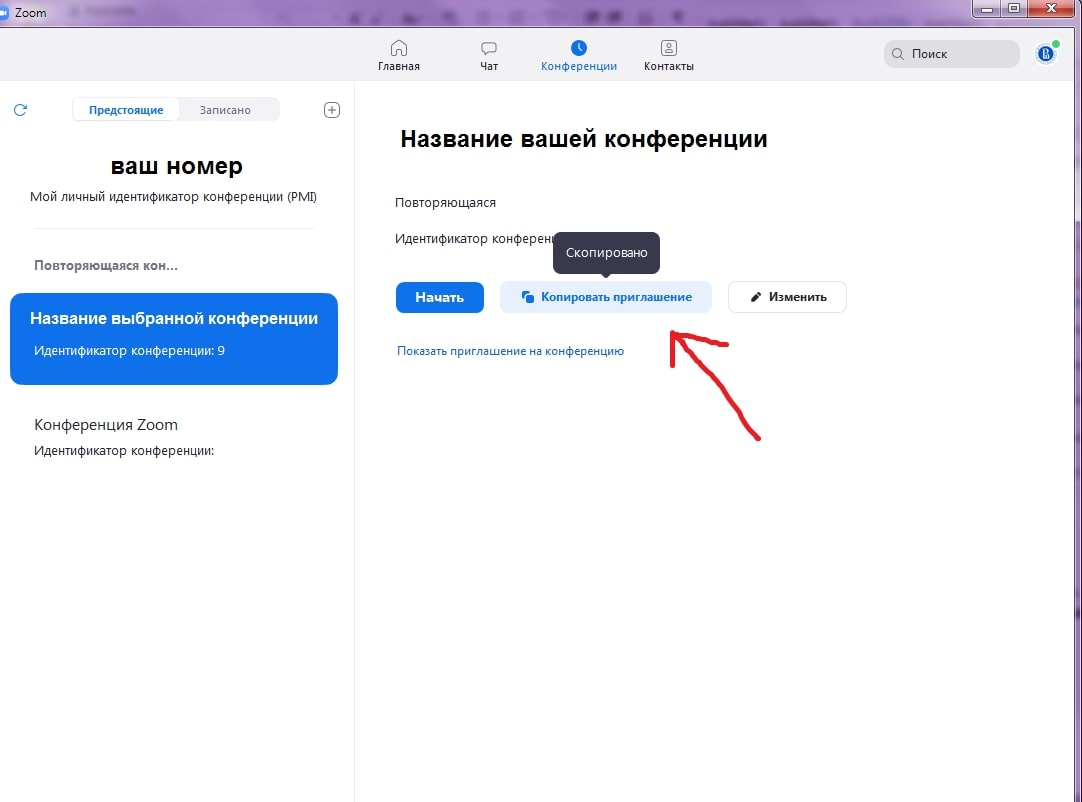 Zoom
Главная
Чат
Конференции
Контакты
Поиск
Предстоящие
Записано
ваш номер
Мой личный идентификатор конференции (PMI)
Повторяющаяся кон...
Название выбранной конференции
Идентификатор конференции: 9
Конференция Zoom
Идентификатор конференции:
Название вашей конференции
Повторяющаяся
Идентификатор
Скопировано
Начать
Копировать приглашение
Изменить
Показать приглашение на конференцию